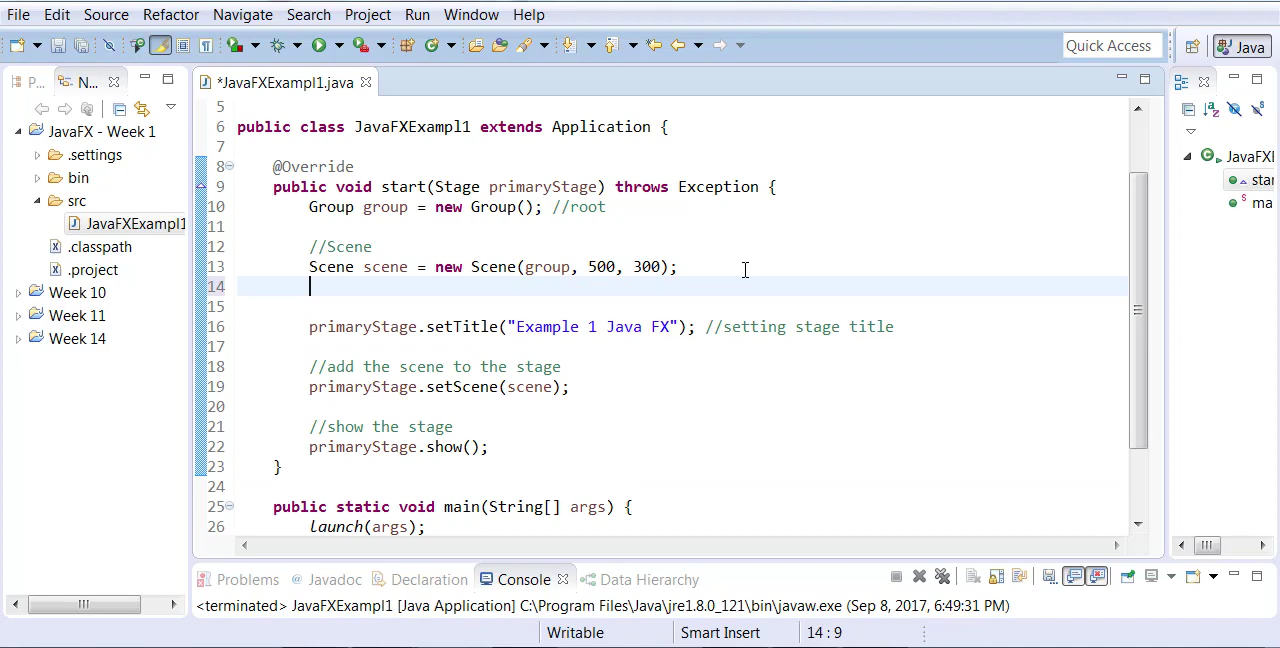 File Edit Source Refactor Navigate Search Project Run Window Help
Quick Access
Java
P...
N...
*JavaFXExampl1.java
JavaFX - Week 1
.settings
bin
src
JavaFXExampl1
.classpath
.project
Week 10
Week 11
Week 14
5
6 public class JavaFXExampl1 extends Application {
7
8 @Override
9 public void start(Stage primaryStage) throws Exception {
10 Group group = new Group(); //root
11
12 //Scene
13 Scene scene = new Scene(group, 500, 300);
14
15
16 primaryStage.setTitle("Example 1 Java FX"); //setting stage title
17
18 //add the scene to the stage
19 primaryStage.setScene(scene);
20
21 //show the stage
22 primaryStage.show();
23 }
24
25 public static void main(String[] args) {
26 launch(args);
JavaFXI
star
ma
Problems @ Javadoc Declaration Console Data Hierarchy
<terminated> JavaFXExampl1 [Java Application] C:\Program Files\Java\jre1.8.0_121\bin\javaw.exe (Sep 8, 2017, 6:49:31 PM)
Writable Smart Insert 14 : 9